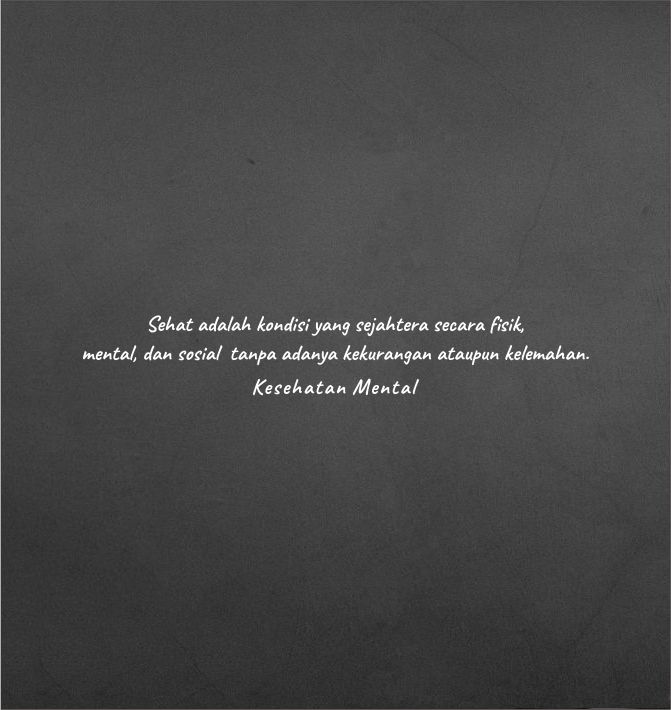 Sehat adalah kondisi yang sejahtera secara fisik,
mental, dan sosial tanpa adanya kekurangan ataupun kelemahan.
Kesehatan Mental